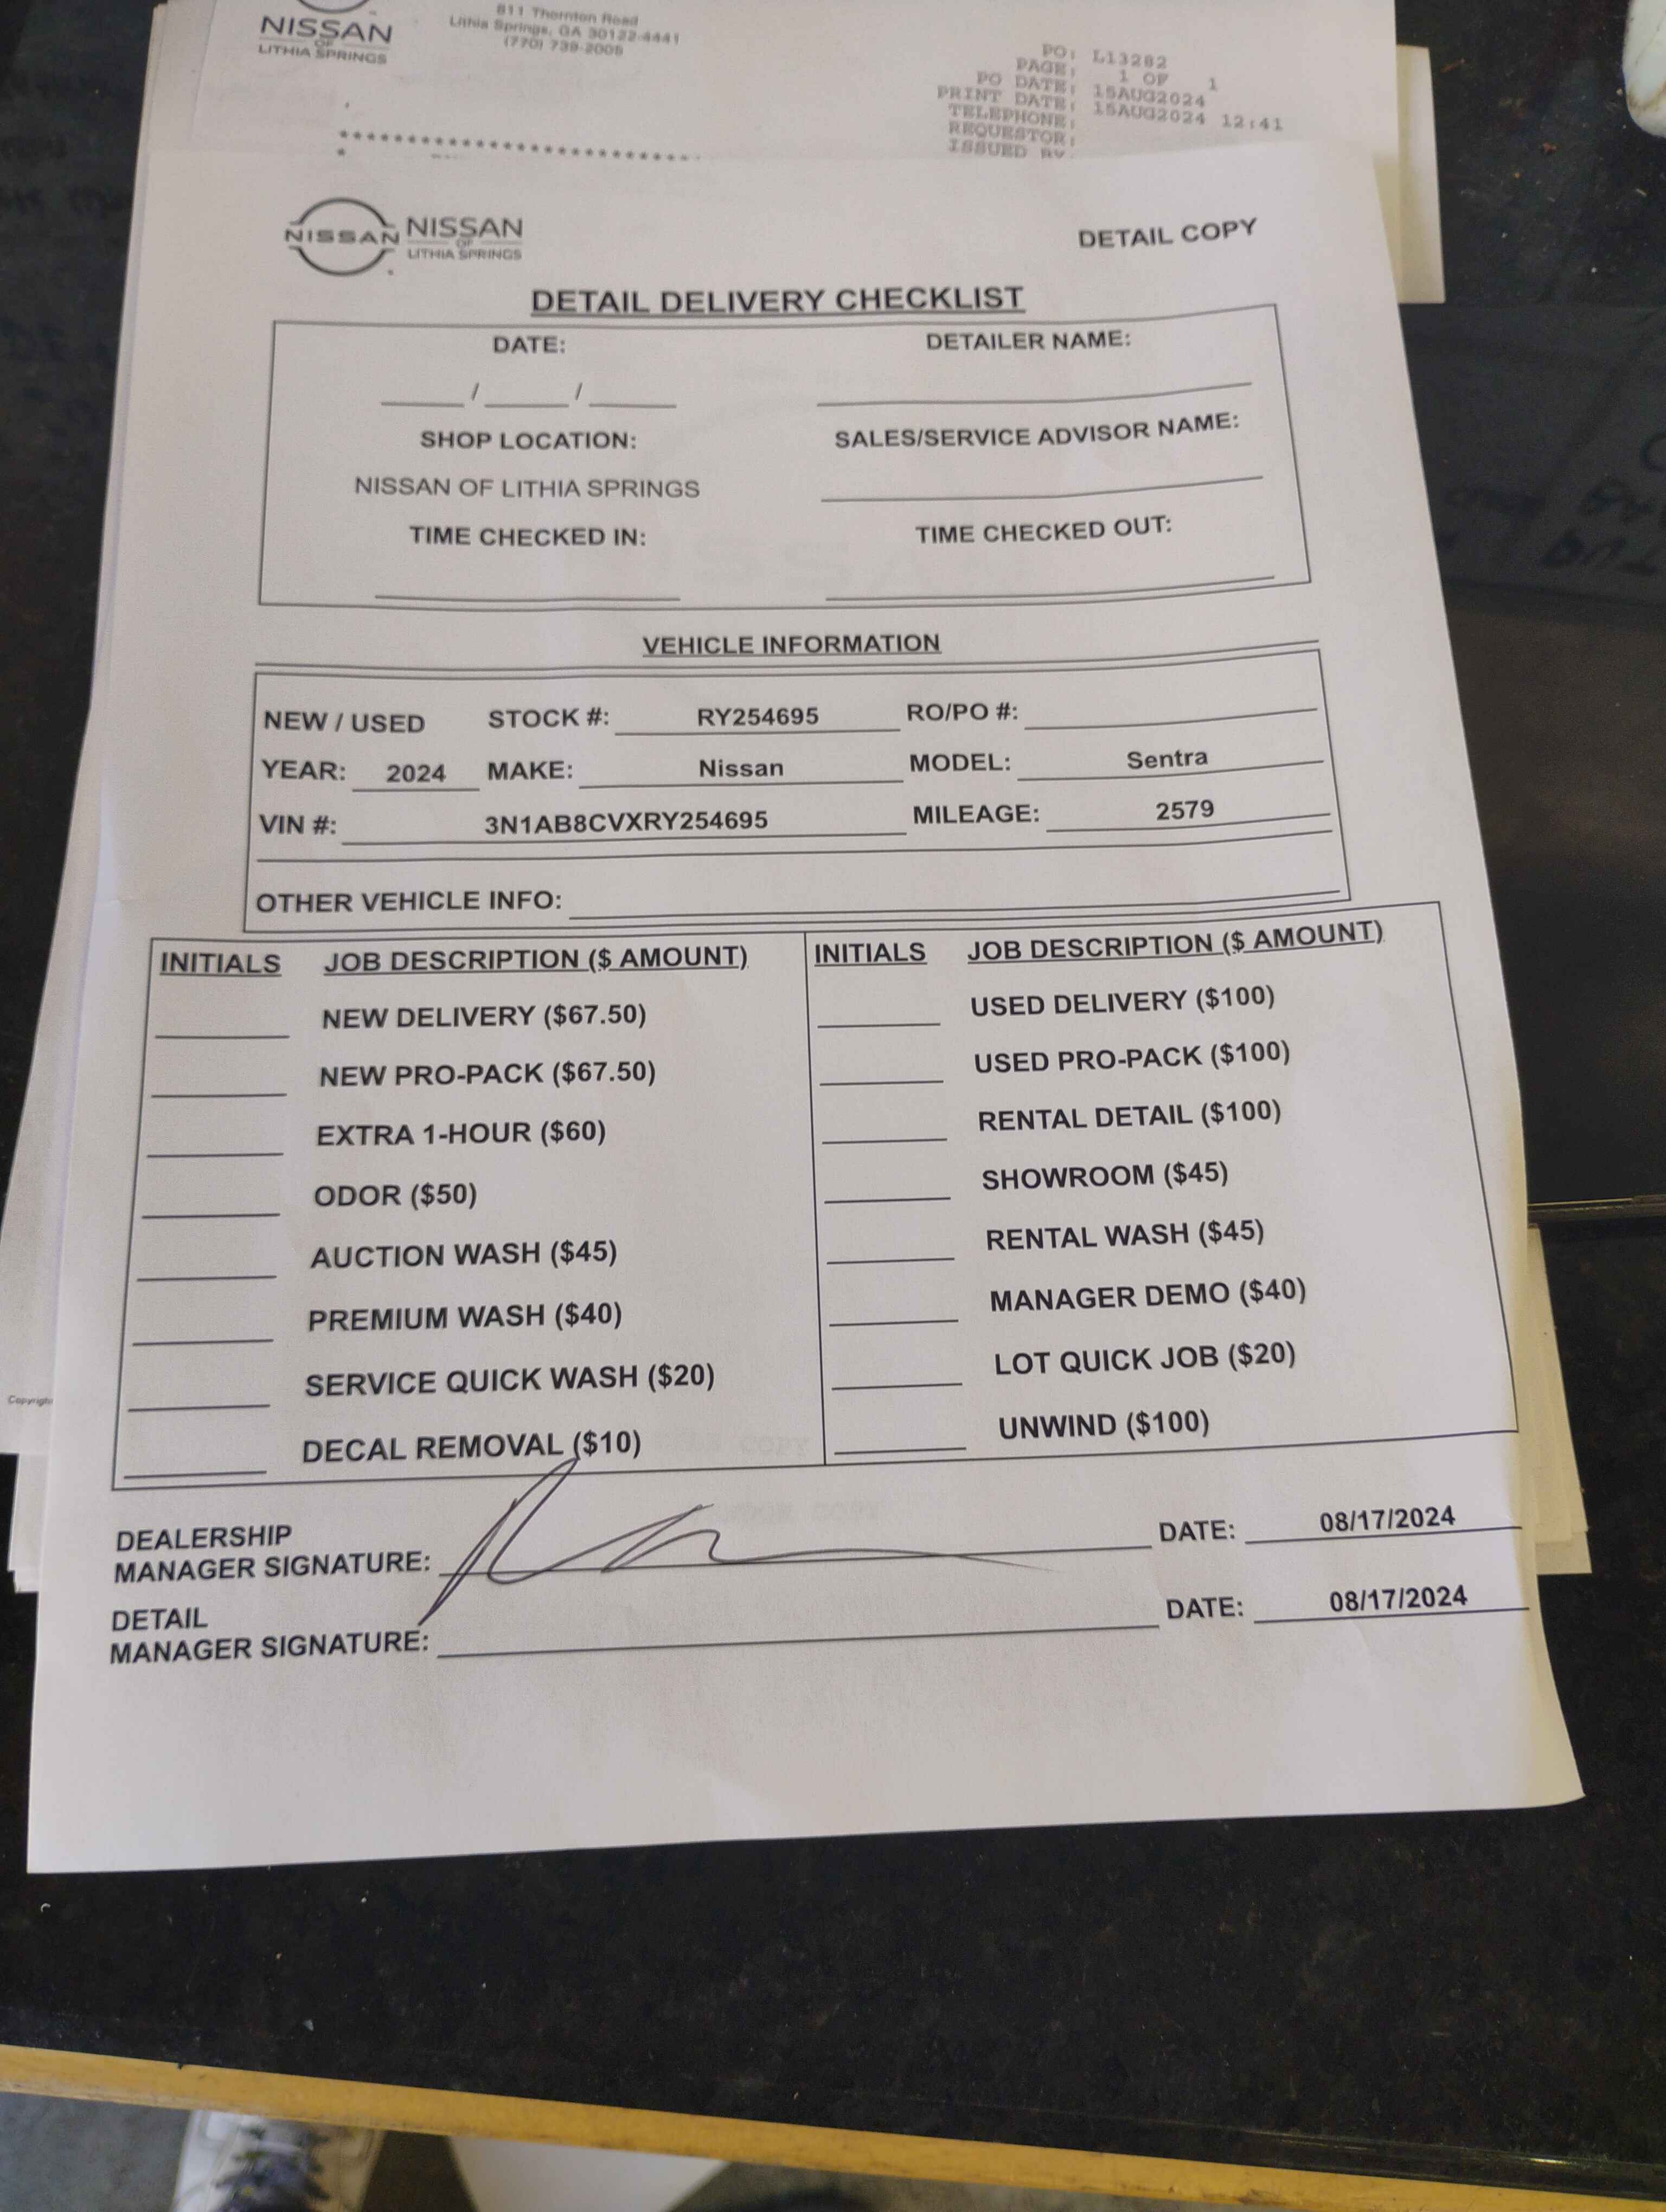 NISSAN
OF
LITHIA SPRINGS
811 Thornton Road
Lithia Springs, GA 30122-4441
(770) 739-2005
PO: L13282
PAGE: 1 OF 1
PO DATE: 15AUG2024
PRINT DATE: 15AUG2024 12:41
TELEPHONE:
REQUESTOR:
ISSUED BY
NISSAN NISSAN
OF
LITHIA SPRINGS
DETAIL COPY
DETAIL DELIVERY CHECKLIST
DATE: DETAILER NAME:
____ / ____ / ____
SHOP LOCATION: SALES/SERVICE ADVISOR NAME:
NISSAN OF LITHIA SPRINGS
TIME CHECKED IN: TIME CHECKED OUT:
VEHICLE INFORMATION
NEW / USED STOCK #: RY254695 RO/PO #:
YEAR: 2024 MAKE: Nissan MODEL: Sentra
VIN #: 3N1AB8CVXRY254695 MILEAGE: 2579
OTHER VEHICLE INFO:
INITIALS JOB DESCRIPTION ($ AMOUNT) INITIALS JOB DESCRIPTION ($ AMOUNT)
NEW DELIVERY ($67.50) USED DELIVERY ($100)
NEW PRO-PACK ($67.50) USED PRO-PACK ($100)
EXTRA 1-HOUR ($60) RENTAL DETAIL ($100)
ODOR ($50) SHOWROOM ($45)
AUCTION WASH ($45) RENTAL WASH ($45)
PREMIUM WASH ($40) MANAGER DEMO ($40)
SERVICE QUICK WASH ($20) LOT QUICK JOB ($20)
DECAL REMOVAL ($10) UNWIND ($100)
DEALERSHIP
MANAGER SIGNATURE: DATE: 08/17/2024
DETAIL
MANAGER SIGNATURE: DATE: 08/17/2024
Copyright